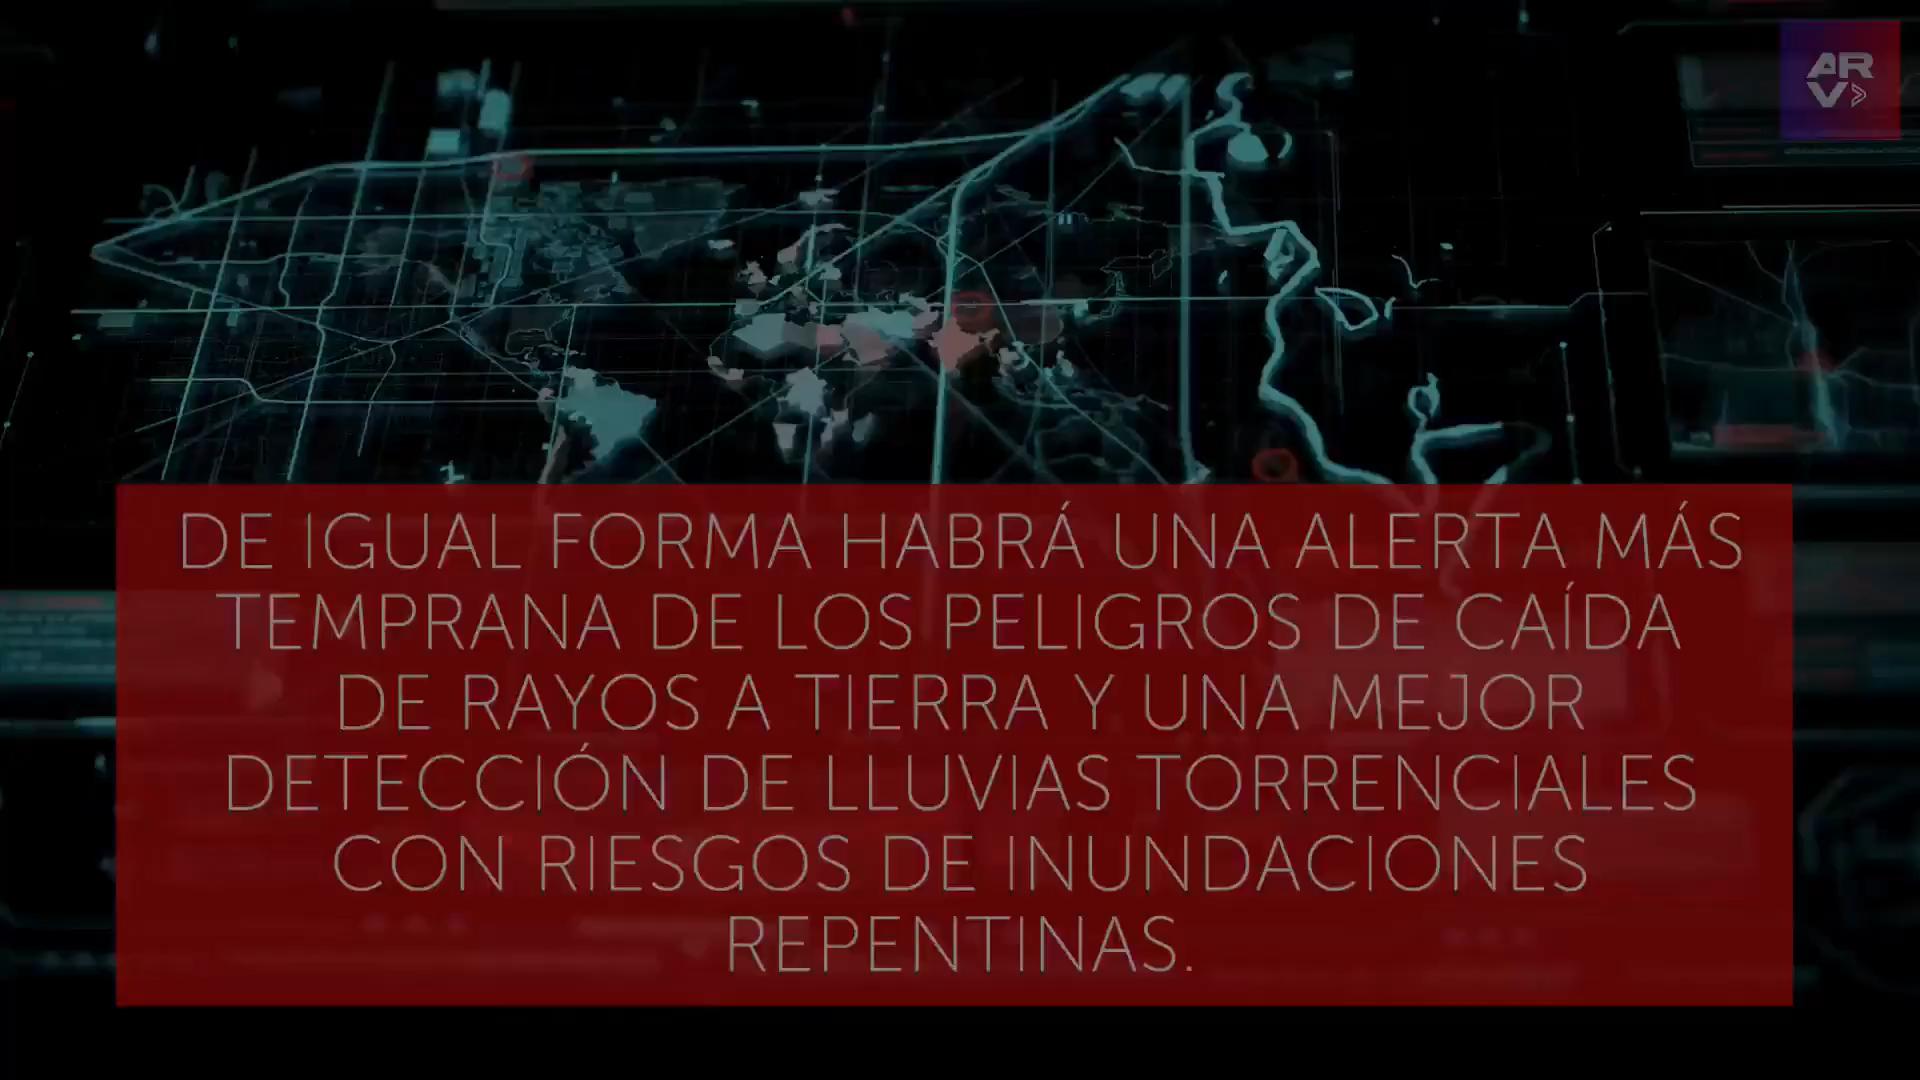 ARV
DE IGUAL FORMA HABRÁ UNA ALERTA MÁS
TEMPRANA DE LOS PELIGROS DE CAÍDA
DE RAYOS A TIERRA Y UNA MEJOR
DETECCIÓN DE LLUVIAS TORRENCIALES
CON RIESGOS DE INUNDACIONES
REPENTINAS.